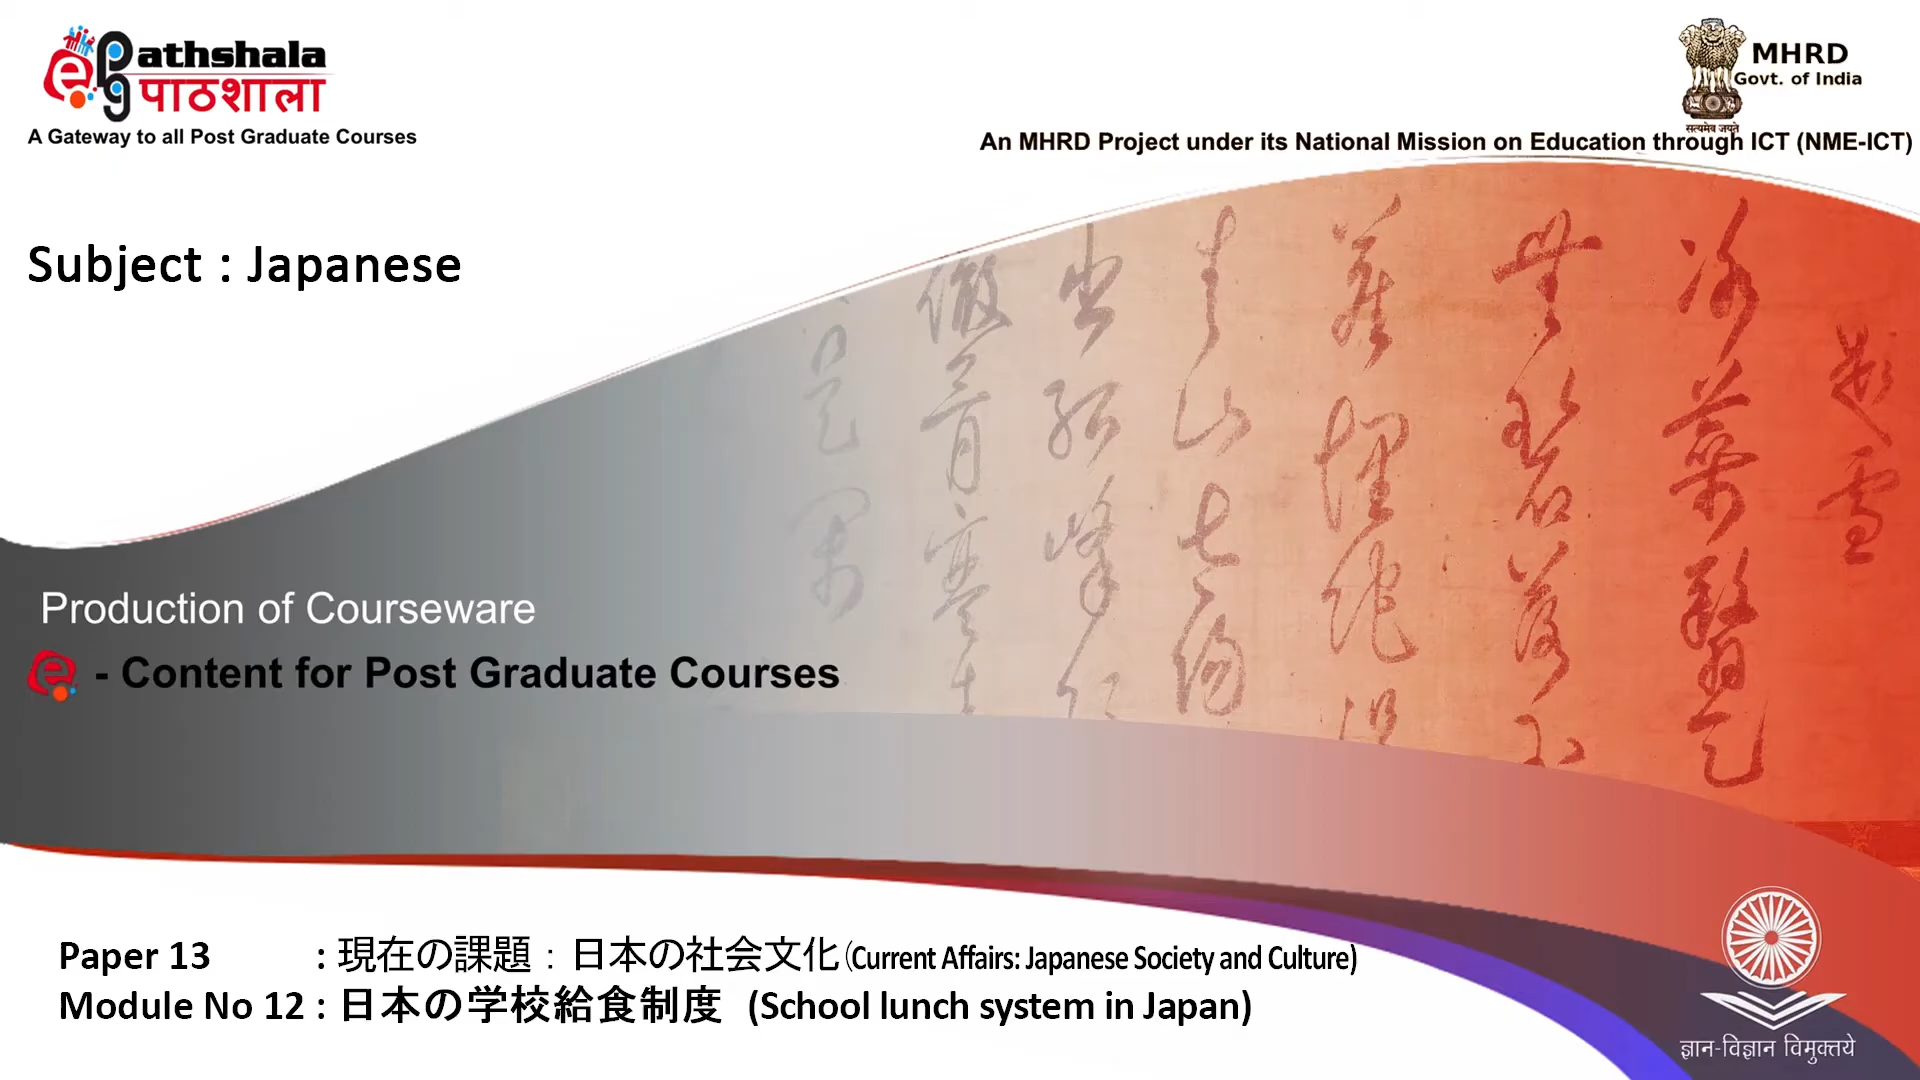 e pg Pathshala
पाठशाला
A Gateway to all Post Graduate Courses
MHRD
Govt. of India
सत्यमेव जयते
An MHRD Project under its National Mission on Education through ICT (NME-ICT)
Subject : Japanese
Production of Courseware
e - Content for Post Graduate Courses
Paper 13 : 現在の課題：日本の社会文化(Current Affairs: Japanese Society and Culture)
Module No 12 : 日本の学校給食制度 (School lunch system in Japan)
ज्ञान-विज्ञान विमुक्तये